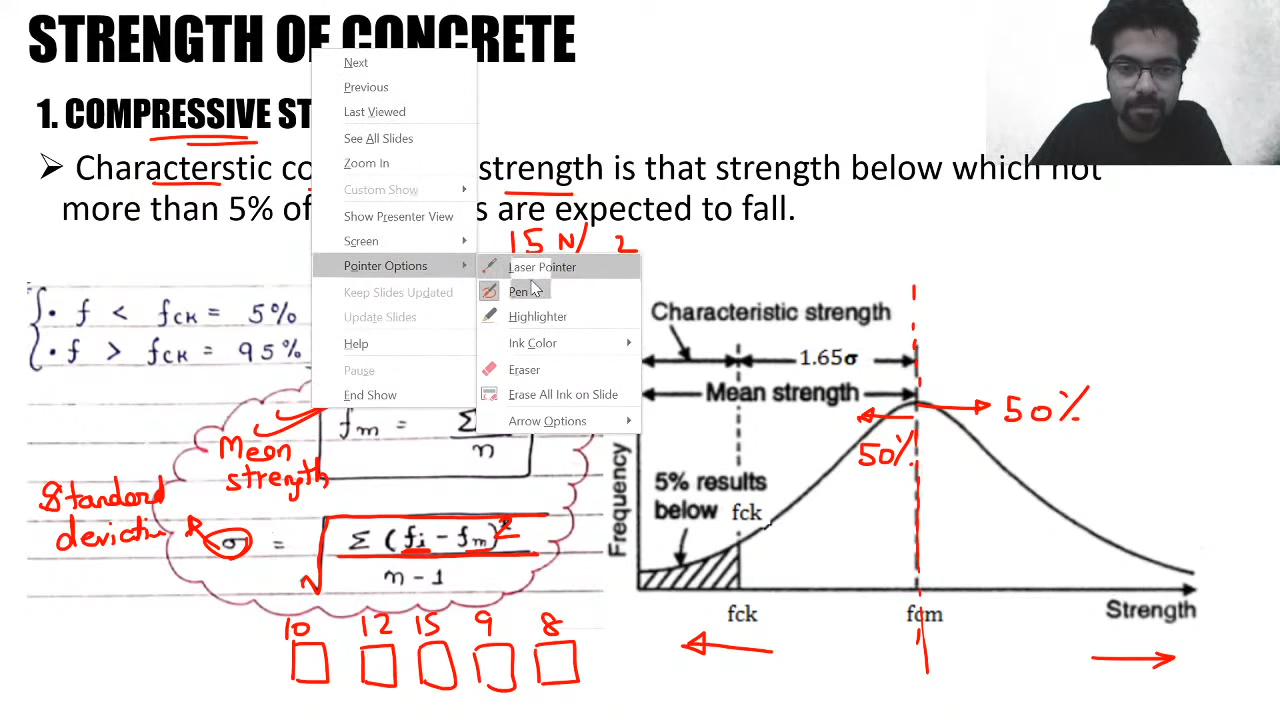 STRENGTH OF CONCRETE
1. COMPRESSIVE ST
➢ Characterstic co strength is that strength below which not
more than 5% of s are expected to fall.
15 N/ 2
Next
Previous
Last Viewed
See All Slides
Zoom In
Custom Show
Show Presenter View
Screen
Pointer Options
Keep Slides Updated
Update Slides
Help
Pause
End Show
Laser Pointer
Pen
Highlighter
Ink Color
Eraser
Erase All Ink on Slide
Arrow Options
• f < fck = 5%
• f > fck = 95%
fm = Σ
n
Mean
strength
Standard
σ = √ Σ (fi - fm)2
n - 1
10 12 15 9 8
Characteristic strength
1.65σ
Mean strength
50%
50%
5% results
below fck
Frequency
fck
fcm
Strength